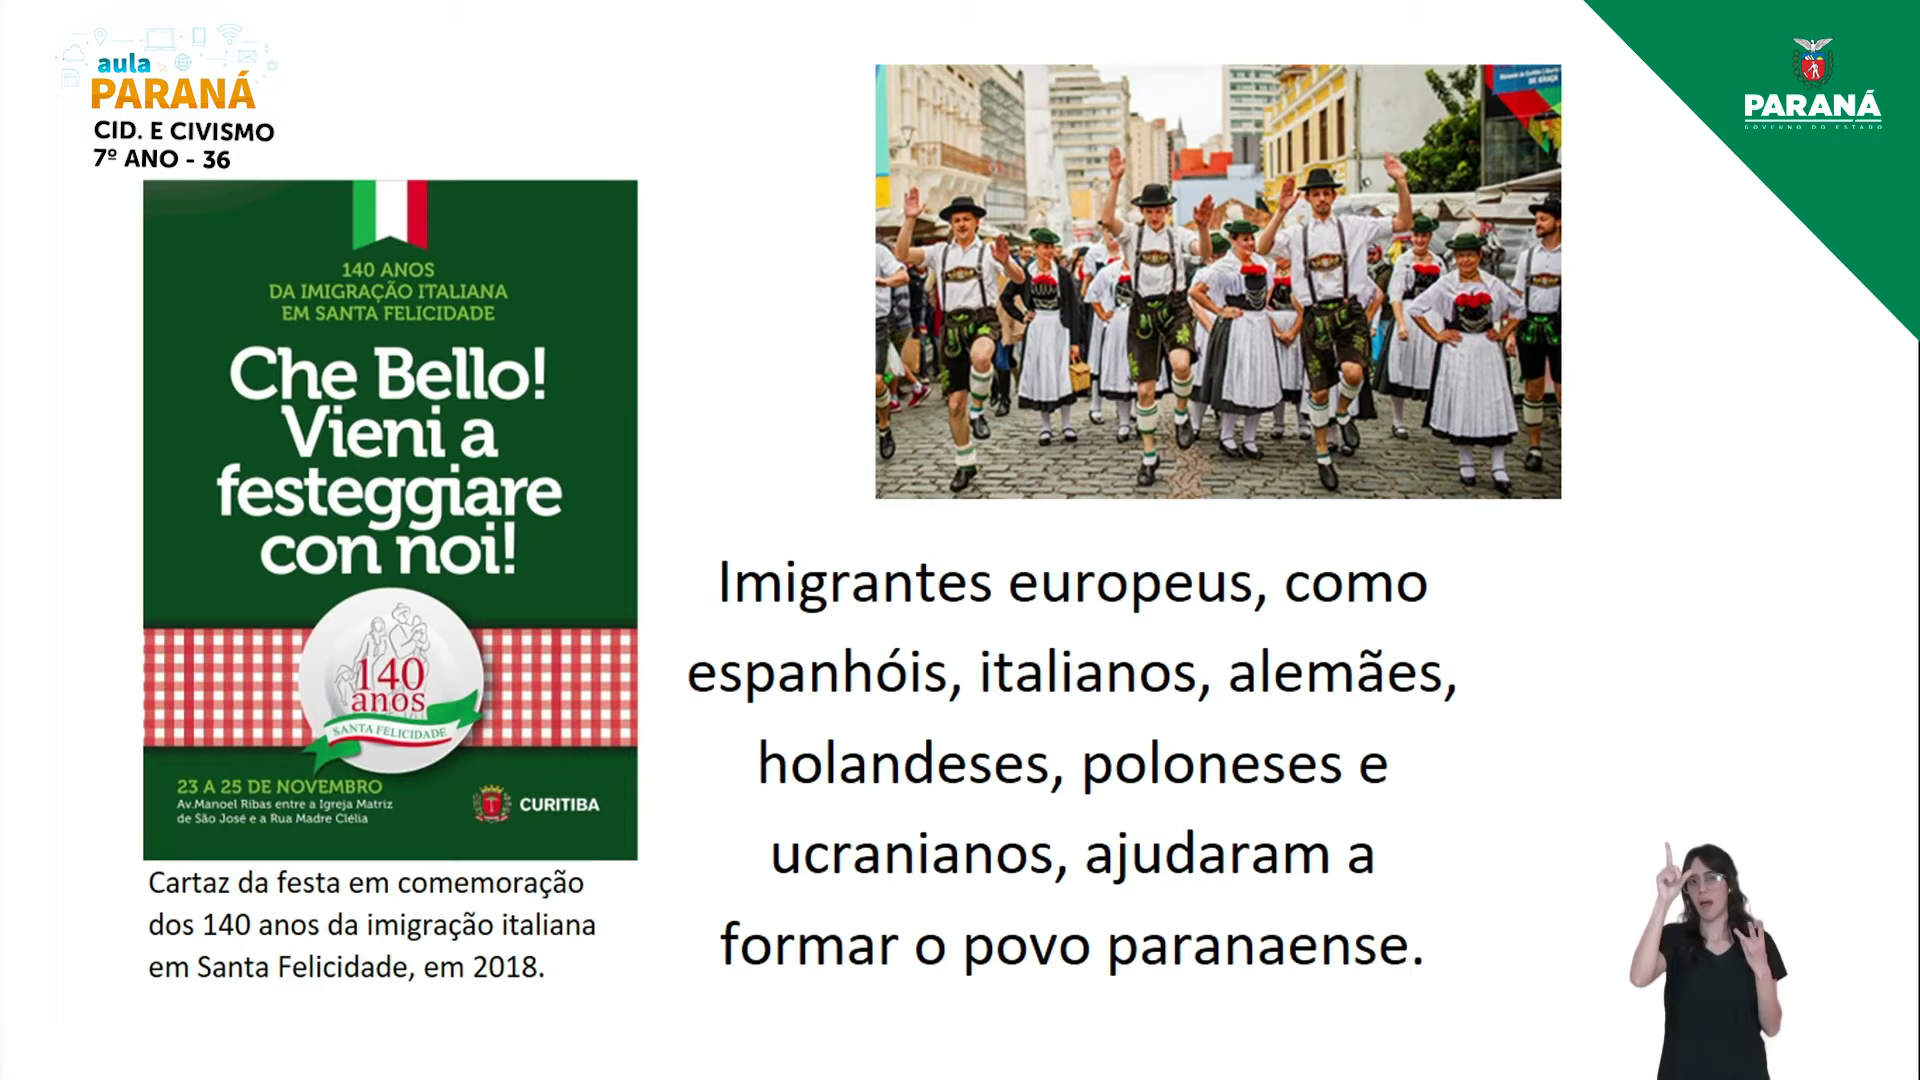 aula
PARANÁ
CID. E CIVISMO
7º ANO - 36
PARANÁ
GOVERNO DO ESTADO
140 ANOS
DA IMIGRAÇÃO ITALIANA
EM SANTA FELICIDADE
Che Bello!
Vieni a
festeggiare
con noi!
140
anos
SANTA FELICIDADE
23 A 25 DE NOVEMBRO
Av.Manoel Ribas entre a Igreja Matriz
de São José e a Rua Madre Clélia
CURITIBA
Cartaz da festa em comemoração
dos 140 anos da imigração italiana
em Santa Felicidade, em 2018.
Imigrantes europeus, como
espanhóis, italianos, alemães,
holandeses, poloneses e
ucranianos, ajudaram a
formar o povo paranaense.